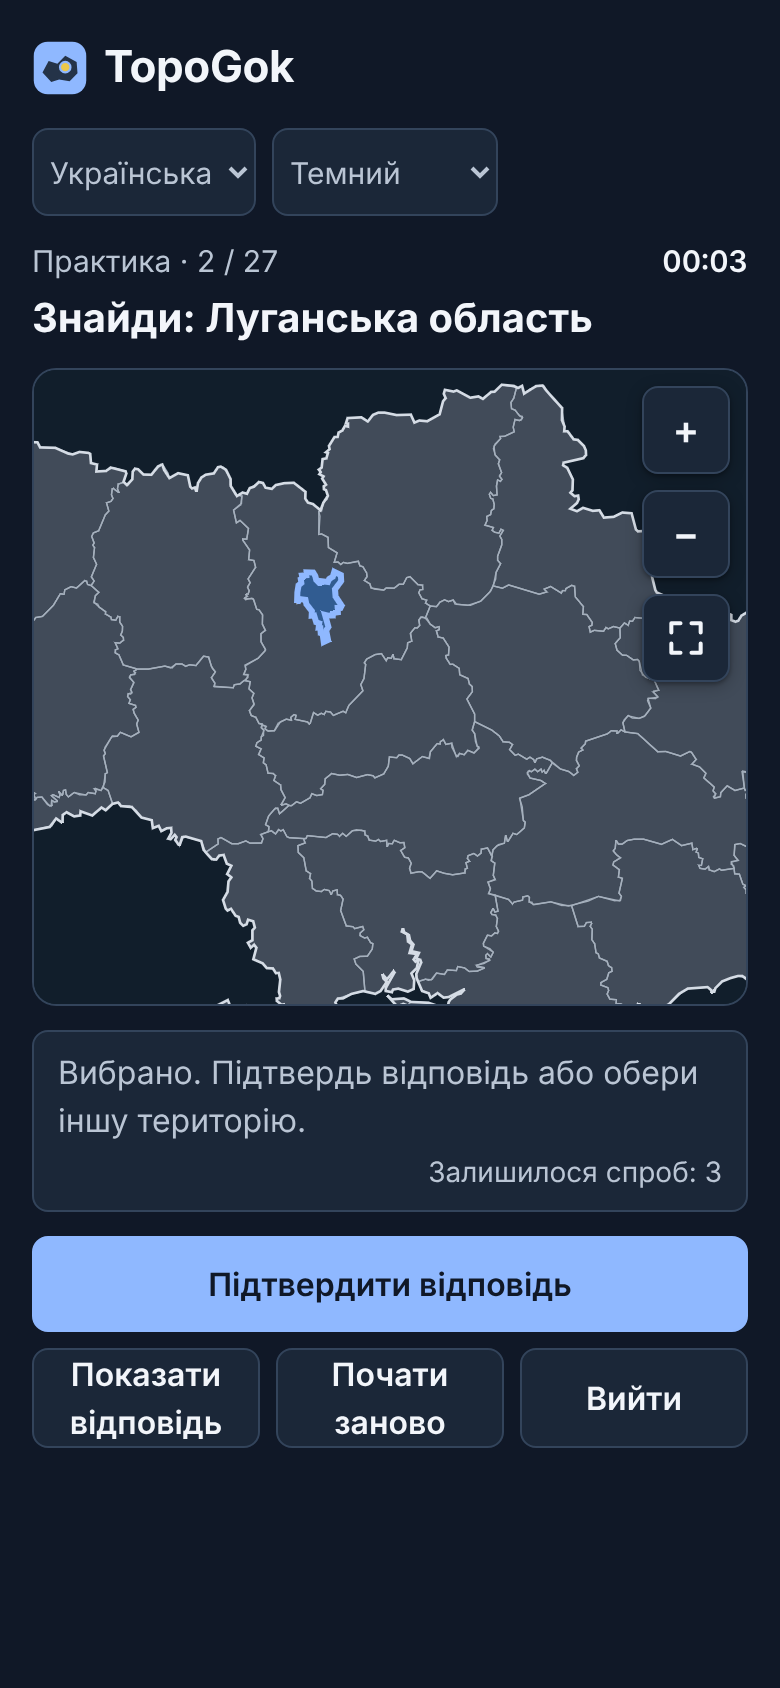 TopoGok
Українська
Темний
Практика · 2 / 27
00:03
Знайди: Луганська область
+
−
Вибрано. Підтвердь відповідь або обери
іншу територію.
Залишилося спроб: 3
Підтвердити відповідь
Показати
відповідь
Почати
заново
Вийти